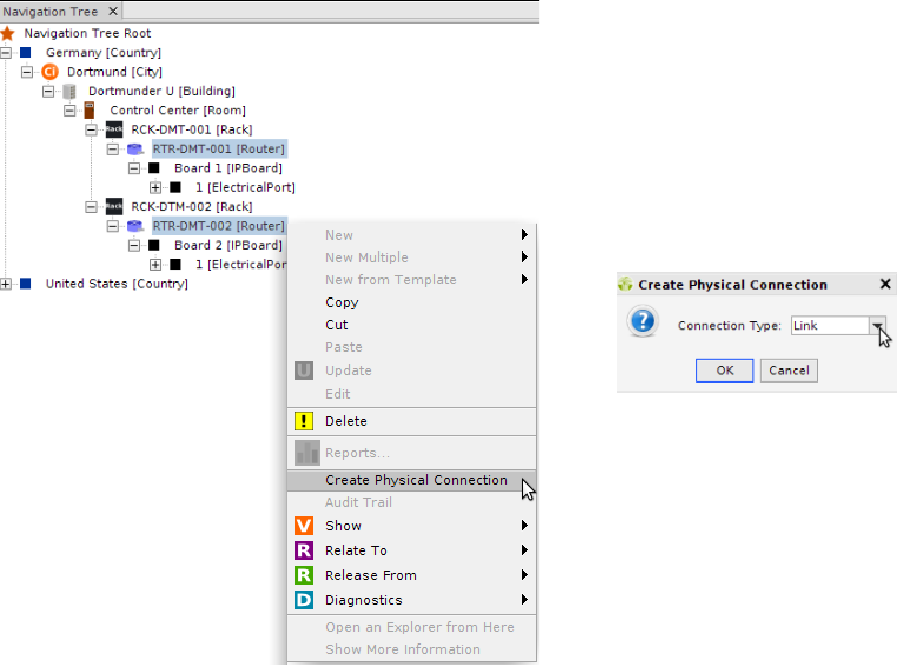 Navigation Tree
Navigation Tree Root
Germany [Country]
Ci Dortmund [City]
Dortmunder U [Building]
Control Center [Room]
Rack RCK-DMT-001 [Rack]
RTR-DMT-001 [Router]
Board 1 [IPBoard]
1 [ElectricalPort]
Rack RCK-DTM-002 [Rack]
RTR-DMT-002 [Router]
Board 2 [IPBoard]
1 [ElectricalPor
United States [Country]
New
New Multiple
New from Template
Copy
Cut
Paste
U Update
Edit
! Delete
Reports...
Create Physical Connection
Audit Trail
V Show
R Relate To
R Release From
D Diagnostics
Open an Explorer from Here
Show More Information
Create Physical Connection
? Connection Type: Link
OK Cancel